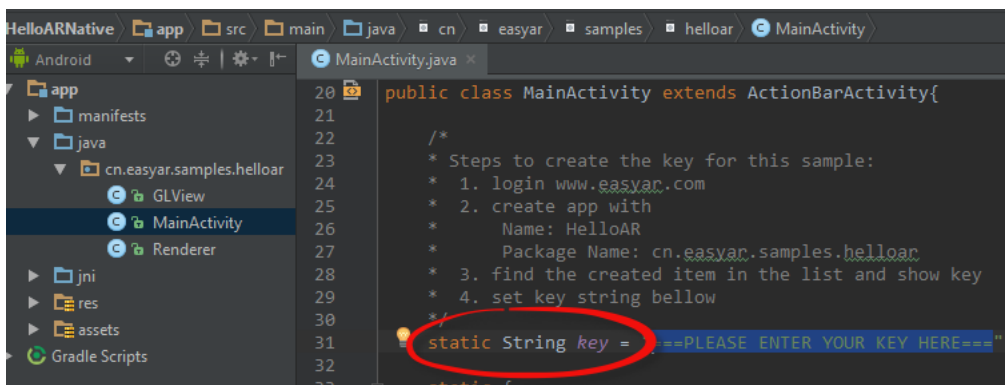 HelloARNative app src main java cn easyar samples helloar MainActivity
Android
MainActivity.java
app
manifests
java
cn.easyar.samples.helloar
GLView
MainActivity
Renderer
jni
res
assets
Gradle Scripts
20 public class MainActivity extends ActionBarActivity{
21
22 /*
23 * Steps to create the key for this sample:
24 * 1. login www.easyar.com
25 * 2. create app with
26 * Name: HelloAR
27 * Package Name: cn.easyar.samples.helloar
28 * 3. find the created item in the list and show key
29 * 4. set key string bellow
30 */
31 static String key = "===PLEASE ENTER YOUR KEY HERE==="
32
33 static {